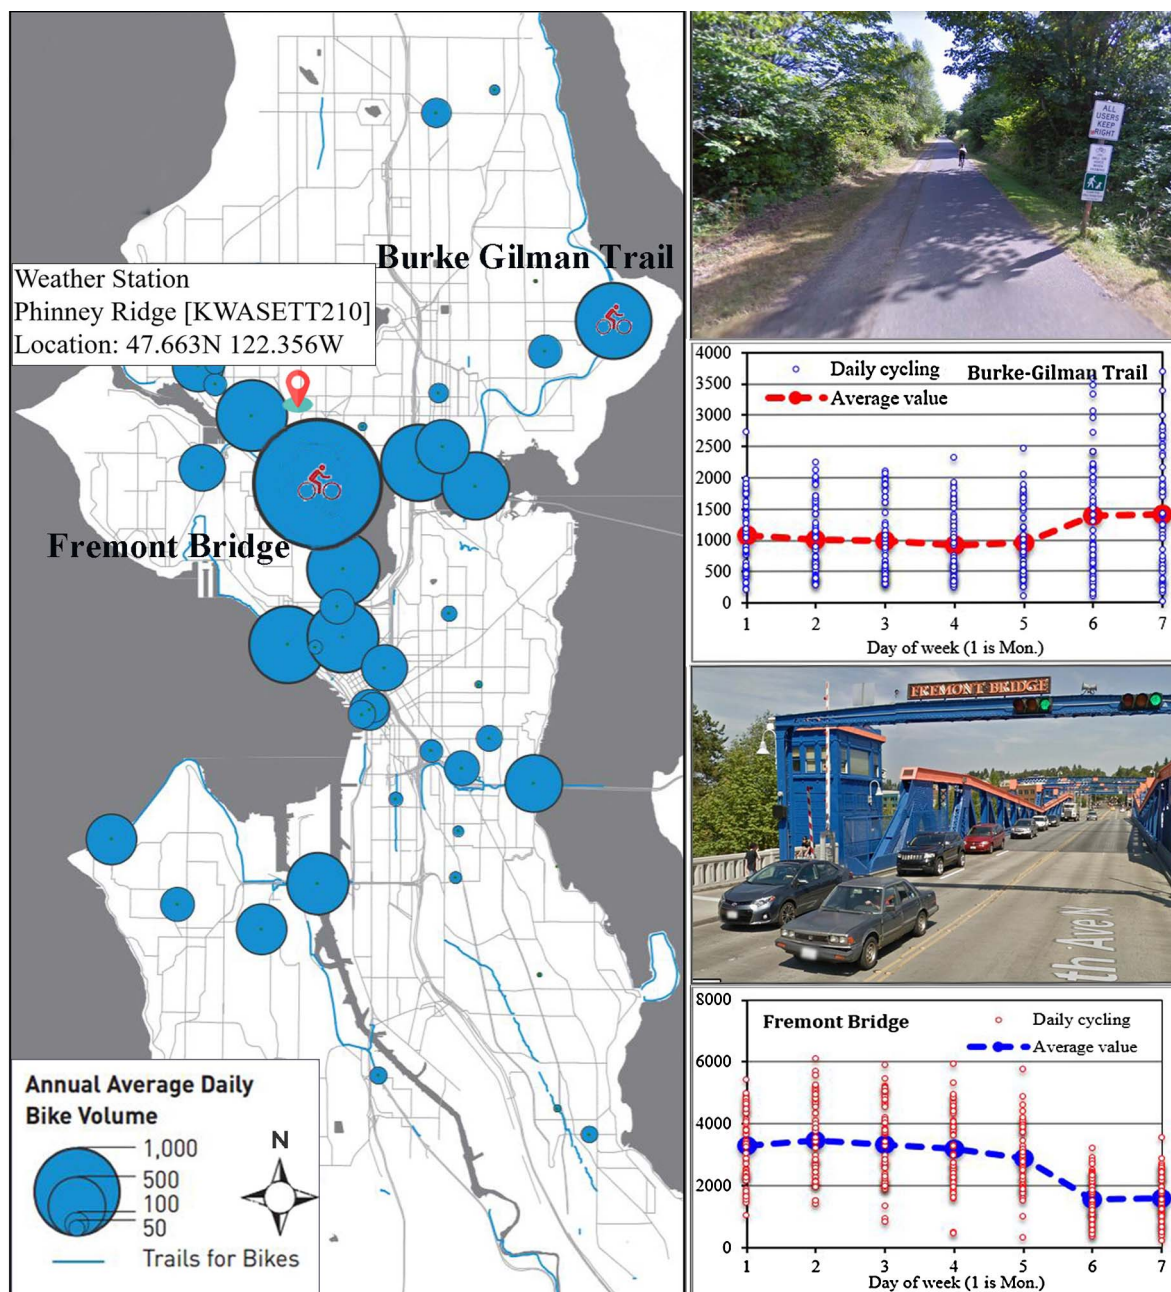 Burke Gilman Trail
Weather Station
Phinney Ridge [KWASETT210]
Location: 47.663N 122.356W
Fremont Bridge
Annual Average Daily
Bike Volume
1,000
500
100
50
Trails for Bikes
N
ALL
USERS
KEEP
RIGHT
4000
3500
3000
2500
2000
1500
1000
500
0
Daily cycling
Burke-Gilman Trail
Average value
1 2 3 4 5 6 7
Day of week (1 is Mon.)
FREMONT BRIDGE
th Ave N
8000
6000
4000
2000
0
Fremont Bridge
Daily cycling
Average value
1 2 3 4 5 6 7
Day of week (1 is Mon.)